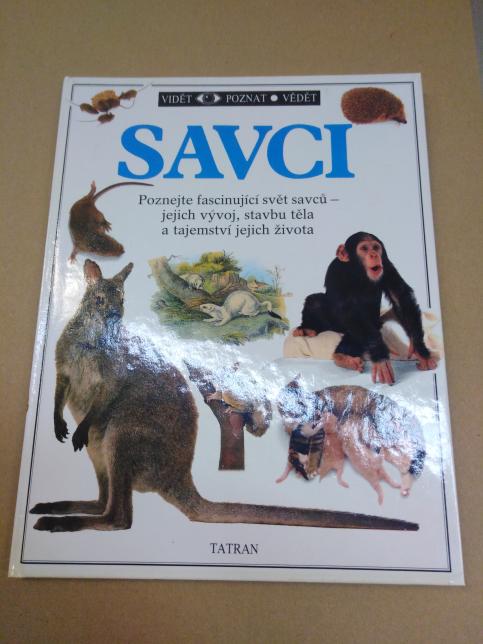 VIDĚT POZNAT ● VĚDĚT
SAVCI
Poznejte fascinující svět savců –
jejich vývoj, stavbu těla
a tajemství jejich života
TATRAN